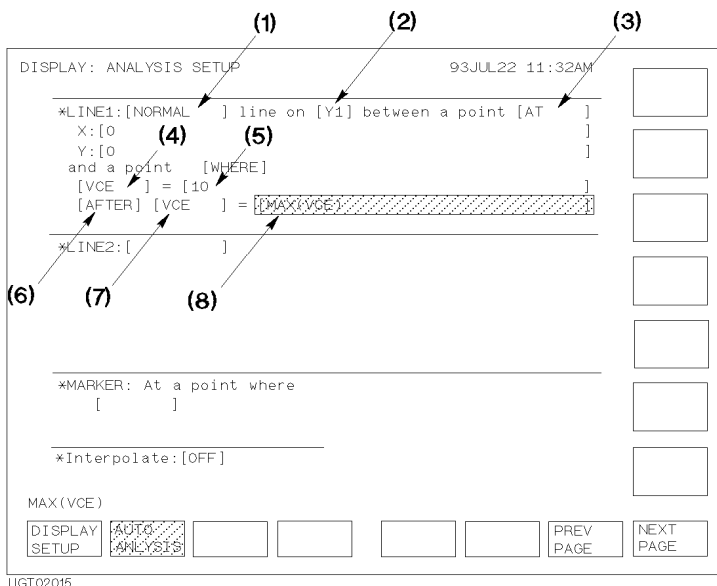 (1) (2) (3)
DISPLAY: ANALYSIS SETUP 93JUL22 11:32AM
*LINE1:[NORMAL ] line on [Y1] between a point [AT ]
X:[0 ]
(4) (5)
Y:[0 ]
and a point [WHERE]
[VCE ] = [10 ]
[AFTER] [VCE ] = [MAX(VCE) ]
*LINE2:[ ]
(6) (7) (8)
*MARKER: At a point where
[ ]
*Interpolate:[OFF]
MAX(VCE)
DISPLAY SETUP
AUTO ANLYSIS
PREV PAGE
NEXT PAGE
UGT02015